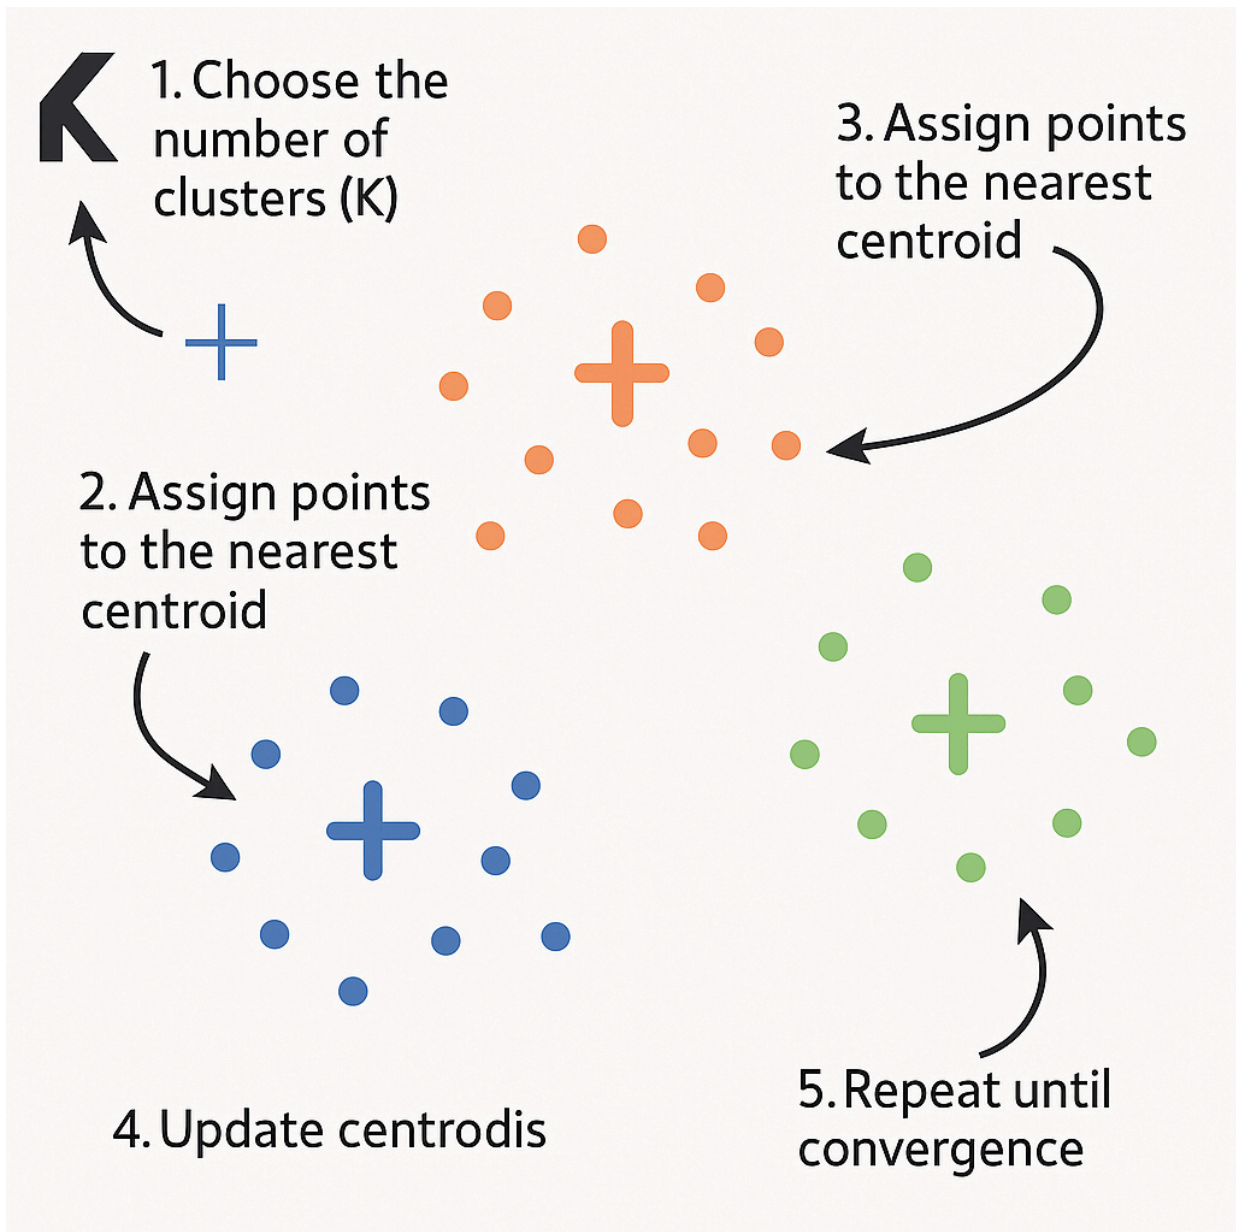 K
1. Choose the
number of
clusters (K)
2. Assign points
to the nearest
centroid
3. Assign points
to the nearest
centroid
4. Update centrodis
5. Repeat until
convergence